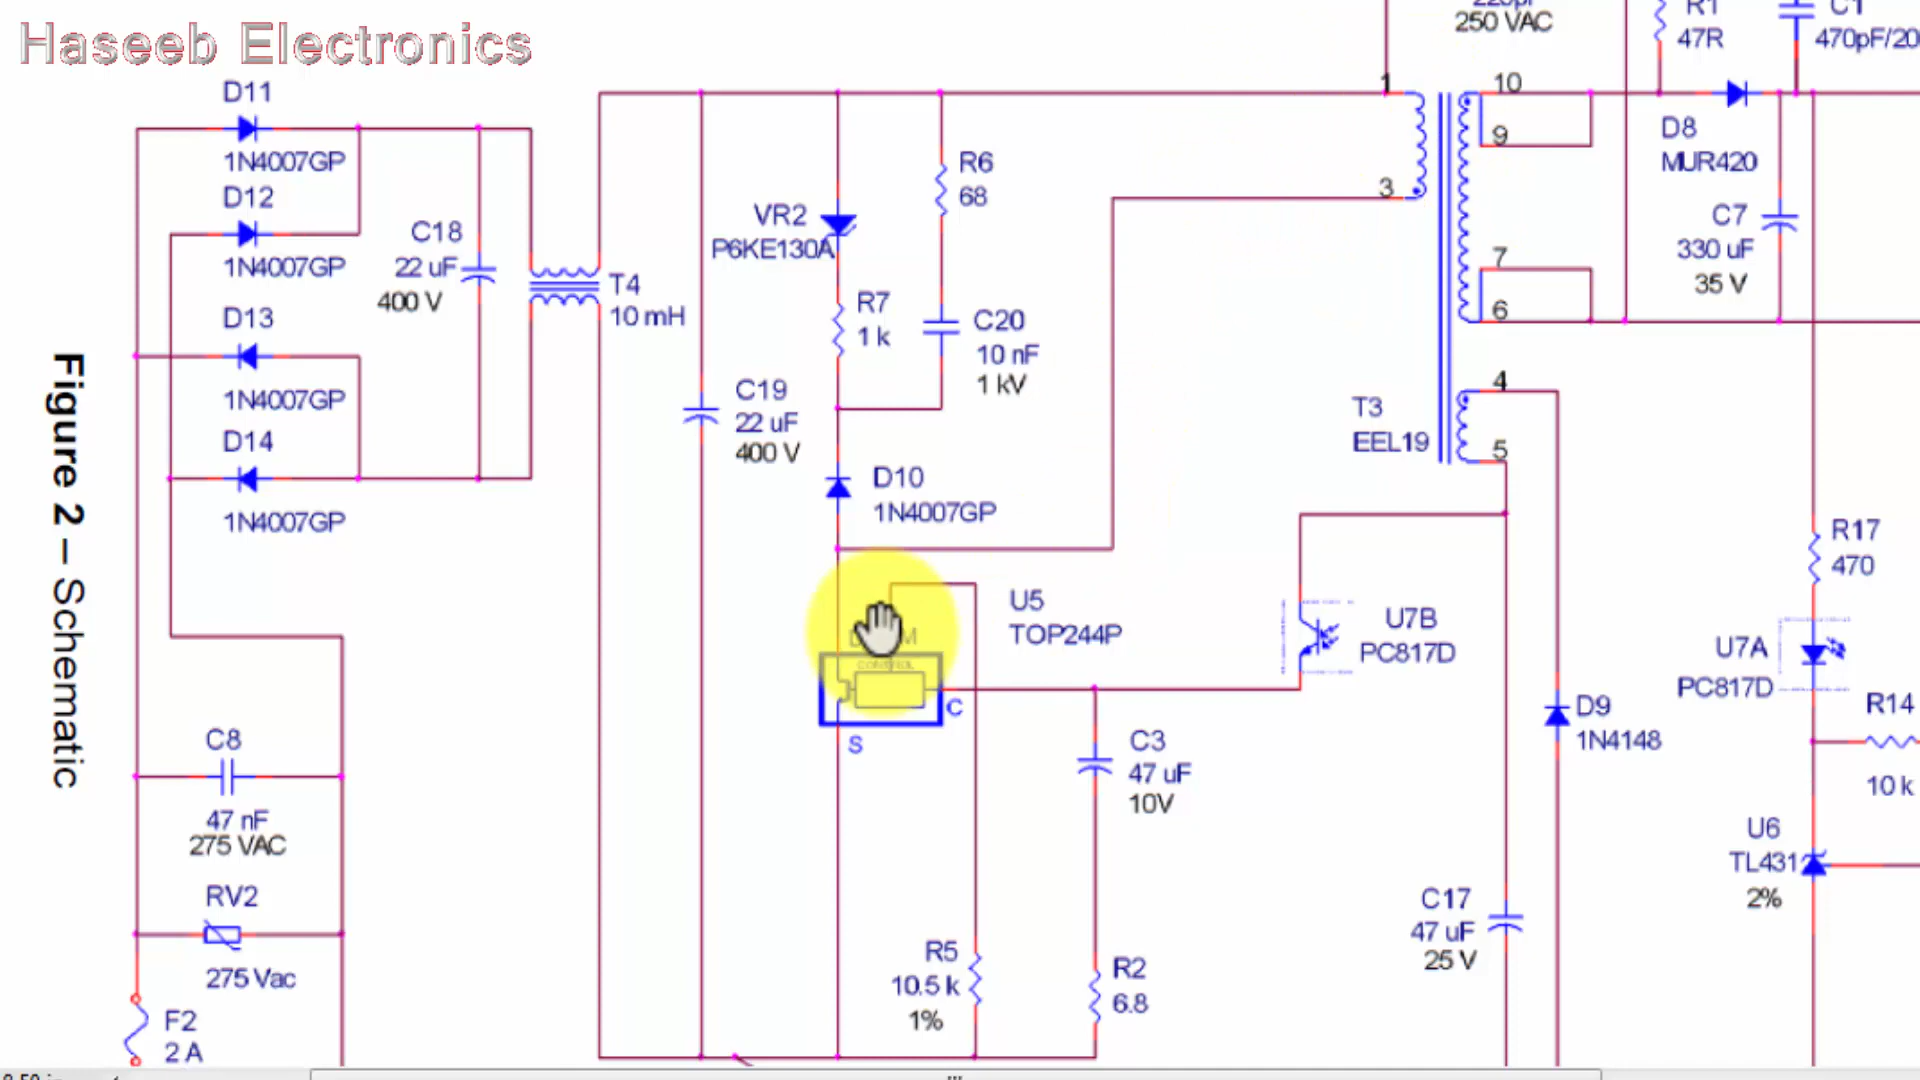 Haseeb Electronics
250 VAC
R1
47R
C1
470pF/20
D11
1N4007GP
D12
1N4007GP
C18
22 uF
400 V
D13
1N4007GP
D14
1N4007GP
T4
10 mH
VR2
P6KE130A
R6
68
R7
1 k
C20
10 nF
1 kV
C19
22 uF
400 V
D10
1N4007GP
1
3
10
9
7
6
4
5
T3
EEL19
D8
MUR420
C7
330 uF
35 V
R17
470
U5
TOP244P
CONTROL
M
C
S
U7B
PC817D
U7A
PC817D
R14
10 k
D9
1N4148
C3
47 uF
10V
U6
TL431
2%
C17
47 uF
25 V
R5
10.5 k
1%
R2
6.8
C8
47 nF
275 VAC
RV2
275 Vac
F2
2 A
Figure 2 – Schematic